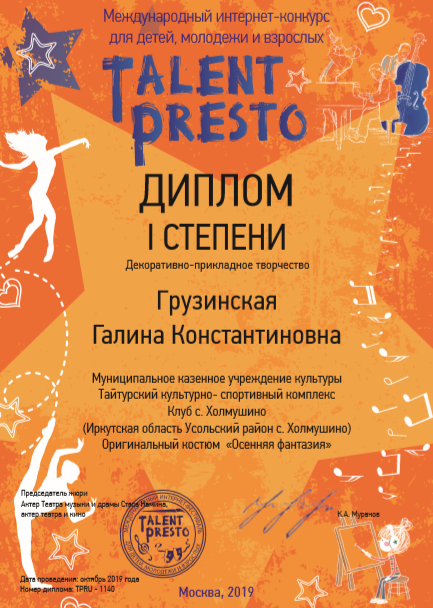 Международный интернет-конкурс
для детей, молодежи и взрослых
TALENT
PRESTO
ДИПЛОМ
I СТЕПЕНИ
Декоративно-прикладное творчество
Грузинская
Галина Константиновна
Муниципальное казенное учреждение культуры
Тайтурский культурно- спортивный комплекс
Клуб с. Холмушино
(Иркутская область Усольский район с. Холмушино)
Оригинальный костюм «Осенняя фантазия»
Председатель жюри
Актер Театра музыки и драмы Стаса Намина,
актер театра и кино
TALENT
PRESTO
К.А. Муранов
Дата проведения: октябрь 2019 года
Номер диплома: TPRU - 1140
Москва, 2019